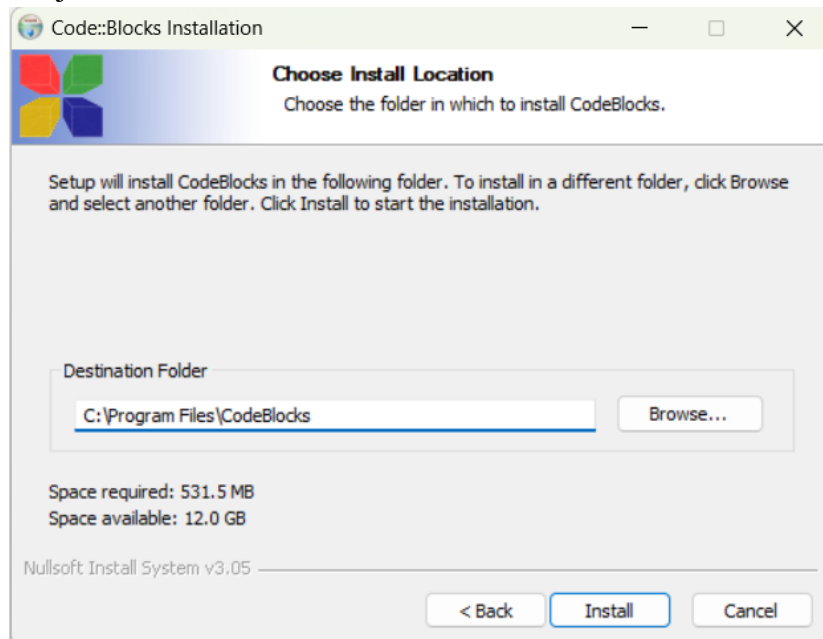 Code::Blocks Installation
Choose Install Location
Choose the folder in which to install CodeBlocks.
Setup will install CodeBlocks in the following folder. To install in a different folder, click Browse
and select another folder. Click Install to start the installation.
Destination Folder
C:\Program Files\CodeBlocks
Browse...
Space required: 531.5 MB
Space available: 12.0 GB
Nullsoft Install System v3.05
< Back
Install
Cancel